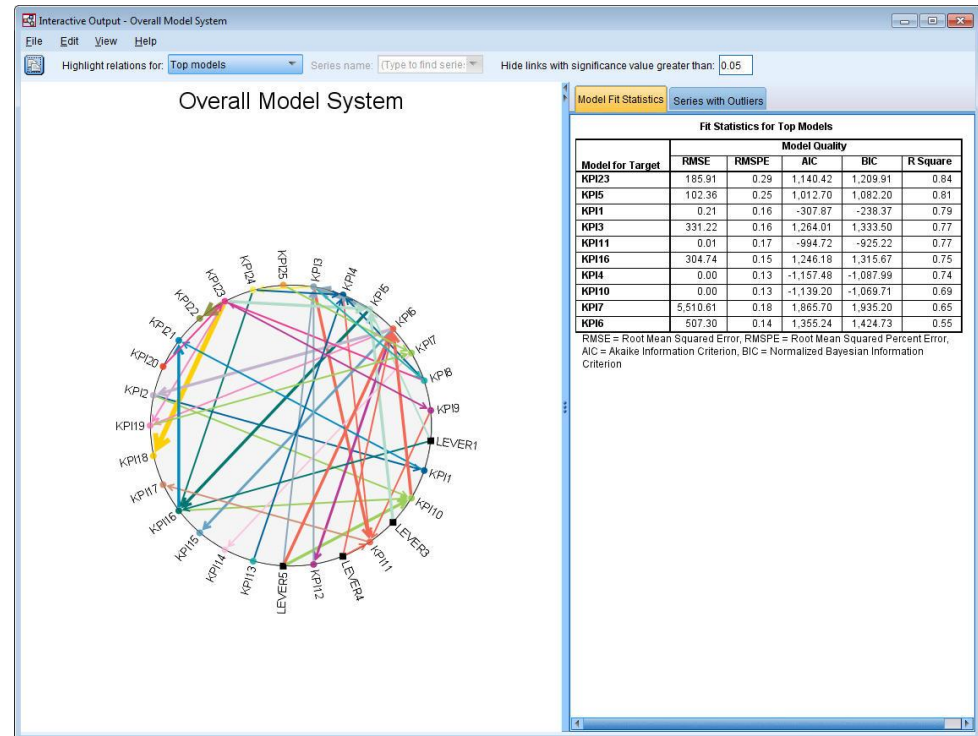 Interactive Output - Overall Model System
File Edit View Help
Highlight relations for: Top models Series name: (Type to find serie: Hide links with significance value greater than: 0.05
Overall Model System
KPI25
KPI3
KPI24
KPI4
KPI23
KPI5
KPI22
KPI6
KPI21
KPI7
KPI20
KPI8
KPI2
KPI9
KPI19
LEVER1
KPI18
KPI1
KPI17
KPI10
KPI16
LEVER3
KPI15
KPI11
KPI14
LEVER4
KPI13
LEVER5
KPI12
Model Fit Statistics Series with Outliers
Fit Statistics for Top Models
Model for Target Model Quality
RMSE RMSPE AIC BIC R Square
KPI23 185.91 0.29 1,140.42 1,209.91 0.84
KPI5 102.36 0.25 1,012.70 1,082.20 0.81
KPI1 0.21 0.16 -307.87 -238.37 0.79
KPI3 331.22 0.16 1,264.01 1,333.50 0.77
KPI11 0.01 0.17 -994.72 -925.22 0.77
KPI16 304.74 0.15 1,246.18 1,315.67 0.75
KPI4 0.00 0.13 -1,157.48 -1,087.99 0.74
KPI10 0.00 0.13 -1,139.20 -1,069.71 0.69
KPI7 5,510.61 0.18 1,865.70 1,935.20 0.65
KPI6 507.30 0.14 1,355.24 1,424.73 0.55
RMSE = Root Mean Squared Error, RMSPE = Root Mean Squared Percent Error,
AIC = Akaike Information Criterion, BIC = Normalized Bayesian Information
Criterion